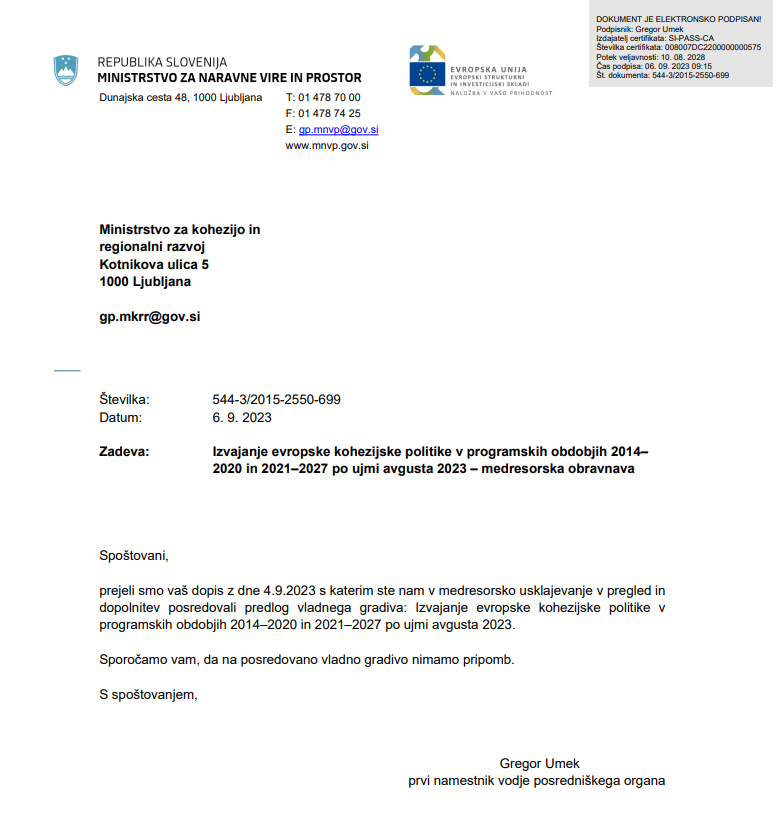 DOKUMENT JE ELEKTRONSKO PODPISAN!
Podpisnik: Gregor Umek
Izdajatelj certifikata: SI-PASS-CA
Številka certifikata: 008007DC2200000000575
Potek veljavnosti: 10. 08. 2028
Čas podpisa: 06. 09. 2023 09:15
Št. dokumenta: 544-3/2015-2550-699
REPUBLIKA SLOVENIJA
MINISTRSTVO ZA NARAVNE VIRE IN PROSTOR
EVROPSKA UNIJA
EVROPSKI STRUKTURNI
IN INVESTICIJSKI SKLADI
NALOŽBA V VAŠO PRIHODNOST
Dunajska cesta 48, 1000 Ljubljana
T: 01 478 70 00
F: 01 478 74 25
E: gp.mnvp@gov.si
www.mnvp.gov.si
Ministrstvo za kohezijo in
regionalni razvoj
Kotnikova ulica 5
1000 Ljubljana
gp.mkrr@gov.si
Številka: 544-3/2015-2550-699
Datum: 6. 9. 2023
Zadeva: Izvajanje evropske kohezijske politike v programskih obdobjih 2014–
2020 in 2021–2027 po ujmi avgusta 2023 – medresorska obravnava
Spoštovani,
prejeli smo vaš dopis z dne 4.9.2023 s katerim ste nam v medresorsko usklajevanje v pregled in
dopolnitev posredovali predlog vladnega gradiva: Izvajanje evropske kohezijske politike v
programskih obdobjih 2014–2020 in 2021–2027 po ujmi avgusta 2023.
Sporočamo vam, da na posredovano vladno gradivo nimamo pripomb.
S spoštovanjem,
Gregor Umek
prvi namestnik vodje posredniškega organa